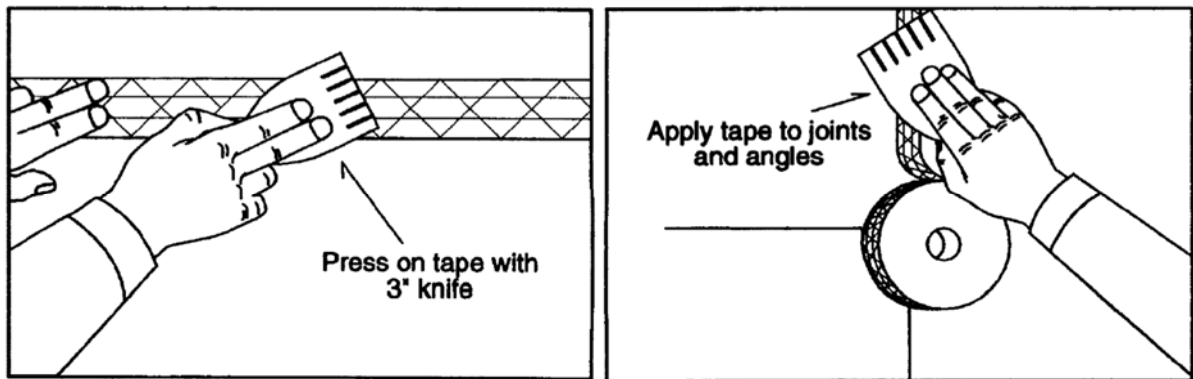 Press on tape with
3" knife
Apply tape to joints
and angles